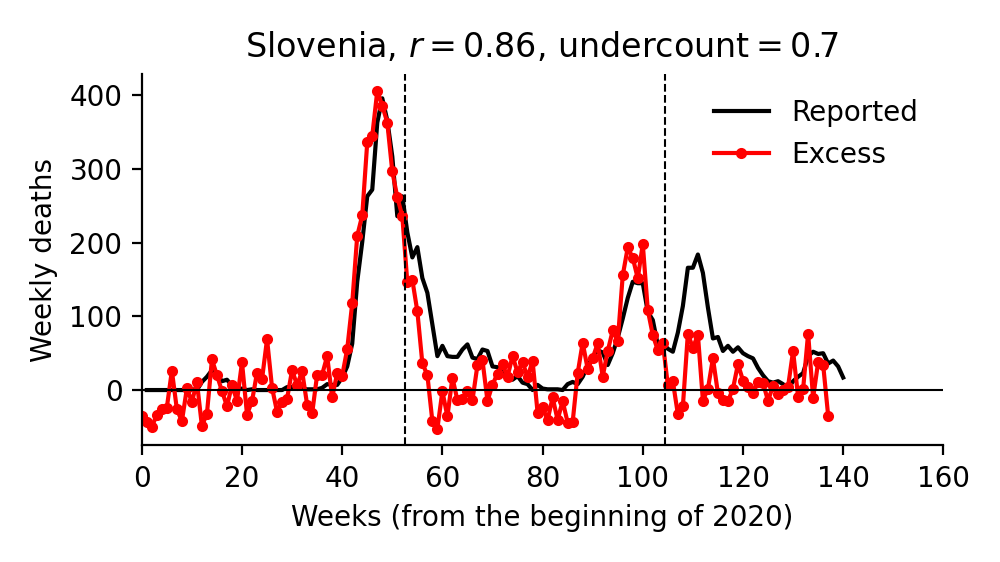 Slovenia, r = 0.86, undercount = 0.7
Weekly deaths
400
300
200
100
0
Reported
Excess
0 20 40 60 80 100 120 140 160
Weeks (from the beginning of 2020)